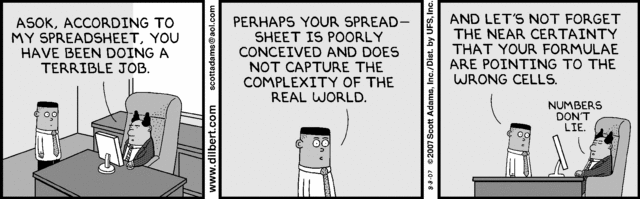 ASOK, ACCORDING TO
MY SPREADSHEET, YOU
HAVE BEEN DOING A
TERRIBLE JOB.
www.dilbert.com scottadams@aol.com
PERHAPS YOUR SPREAD-
SHEET IS POORLY
CONCEIVED AND DOES
NOT CAPTURE THE
COMPLEXITY OF THE
REAL WORLD.
8-8-07 © 2007 Scott Adams, Inc./Dist. by UFS, Inc.
AND LET'S NOT FORGET
THE NEAR CERTAINTY
THAT YOUR FORMULAE
ARE POINTING TO THE
WRONG CELLS.
NUMBERS
DON'T
LIE.